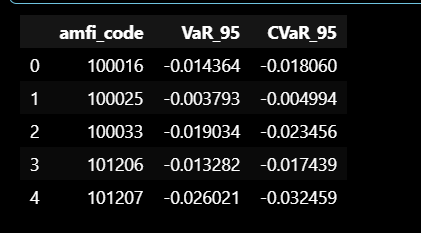 amfi_code VaR_95 CVaR_95
0 100016 -0.014364 -0.018060
1 100025 -0.003793 -0.004994
2 100033 -0.019034 -0.023456
3 101206 -0.013282 -0.017439
4 101207 -0.026021 -0.032459